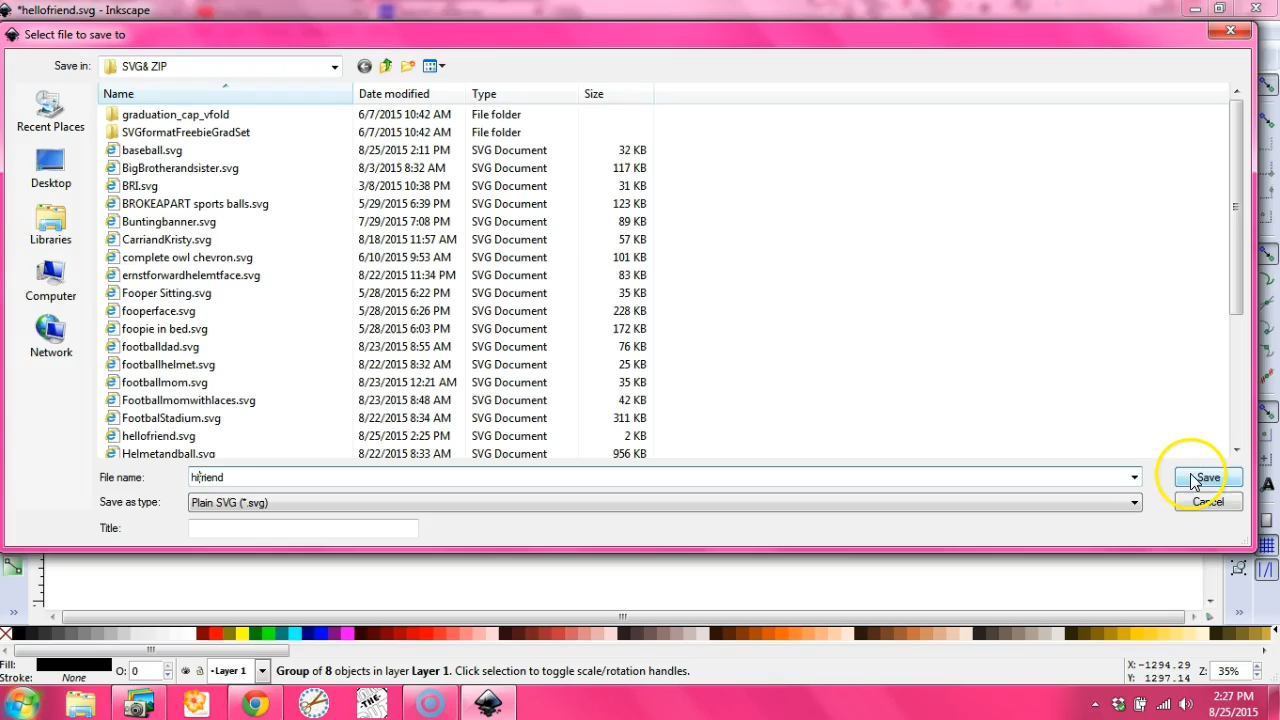 *hellofriend.svg - Inkscape
Select file to save to
Save in: SVG& ZIP
Name Date modified Type Size
graduation_cap_vfold 6/7/2015 10:42 AM File folder
SVGformatFreebieGradSet 6/7/2015 10:42 AM File folder
baseball.svg 8/25/2015 2:11 PM SVG Document 32 KB
BigBrotherandsister.svg 8/3/2015 8:32 AM SVG Document 117 KB
BRI.svg 3/8/2015 10:38 PM SVG Document 31 KB
BROKEAPART sports balls.svg 5/29/2015 6:39 PM SVG Document 123 KB
Buntingbanner.svg 7/29/2015 7:08 PM SVG Document 89 KB
CarriandKristy.svg 8/18/2015 11:57 AM SVG Document 57 KB
complete owl chevron.svg 6/10/2015 9:53 AM SVG Document 101 KB
ernstforwardhelemtface.svg 8/22/2015 11:34 PM SVG Document 83 KB
Fooper Sitting.svg 5/28/2015 6:22 PM SVG Document 35 KB
fooperface.svg 5/28/2015 6:26 PM SVG Document 228 KB
foopie in bed.svg 5/28/2015 6:03 PM SVG Document 172 KB
footballdad.svg 8/23/2015 8:55 AM SVG Document 76 KB
footballhelmet.svg 8/22/2015 8:32 AM SVG Document 25 KB
footballmom.svg 8/23/2015 12:21 AM SVG Document 35 KB
Footballmomwithlaces.svg 8/23/2015 8:48 AM SVG Document 42 KB
FootbalStadium.svg 8/22/2015 8:34 AM SVG Document 311 KB
hellofriend.svg 8/25/2015 2:25 PM SVG Document 2 KB
Helmetandball.svg 8/22/2015 8:33 AM SVG Document 956 KB
Recent Places
Desktop
Libraries
Computer
Network
File name: hifriend Save
Save as type: Plain SVG (*.svg) Cancel
Title:
Fill: O: 0 Layer 1 Group of 8 objects in layer Layer 1. Click selection to toggle scale/rotation handles. X:-1294.29 Z: 35%
Stroke: None Y: 1297.14
2:27 PM
8/25/2015